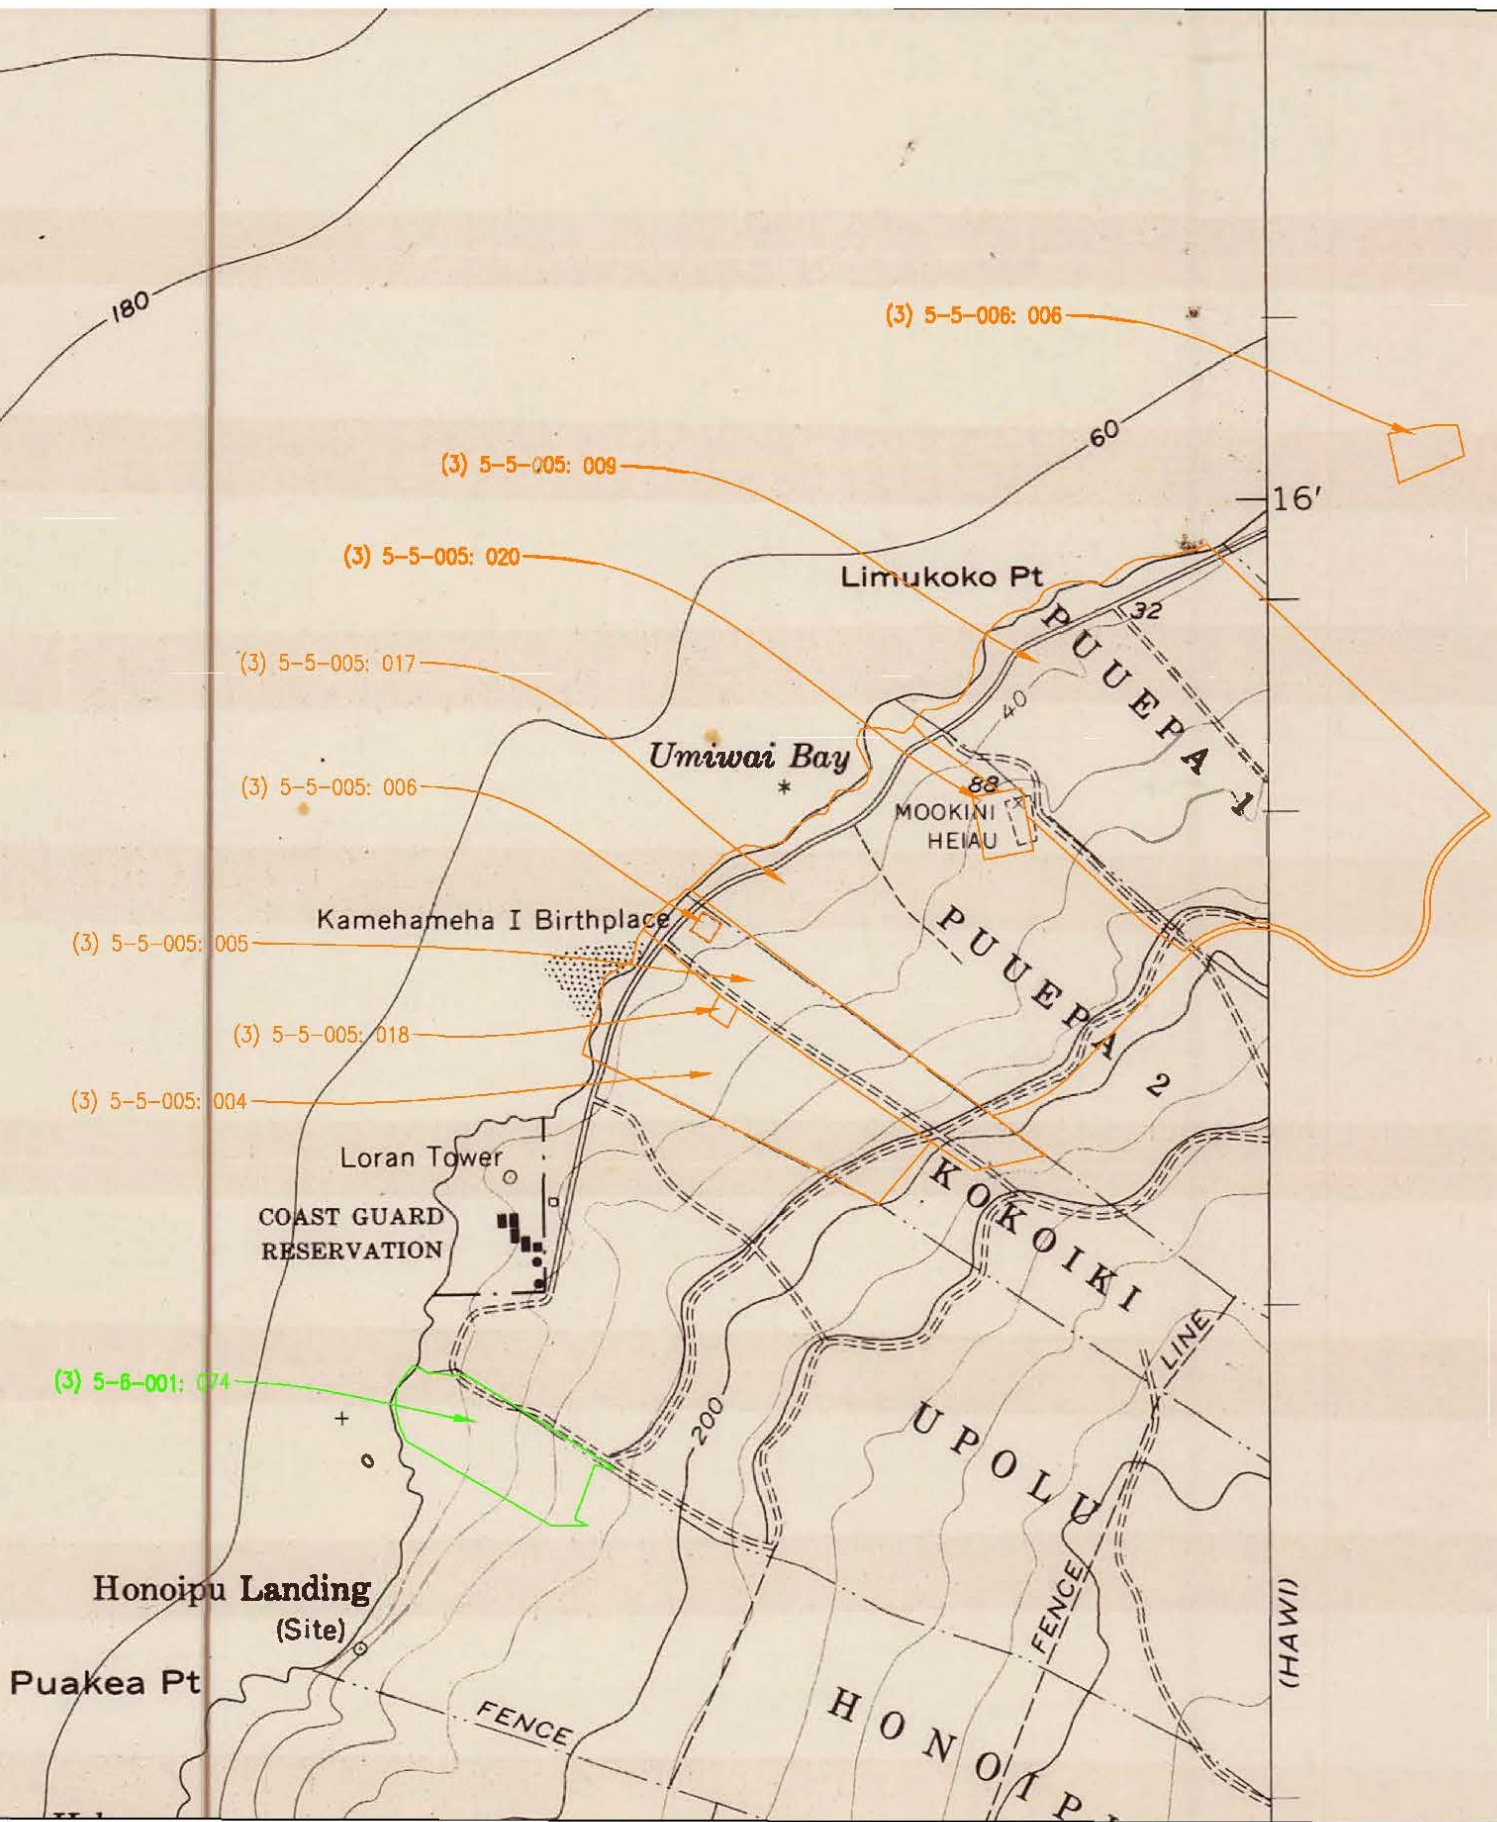 180
(3) 5-5-006: 006
60
(3) 5-5-005: 009
16'
(3) 5-5-005: 020
Limukoko Pt
32
PUUEPA 1
(3) 5-5-005: 017
40
Umiwai Bay
88
(3) 5-5-005: 006
MOOKINI
HEIAU
Kamehameha I Birthplace
(3) 5-5-005: 005
PUUEPA 2
(3) 5-5-005: 018
(3) 5-5-005: 004
Loran Tower
KOKOIKI
COAST GUARD
RESERVATION
LINE
(3) 5-6-001: 074
200
UPOLU
Honoipu Landing
(Site)
FENCE
(HAWI)
Puakea Pt
FENCE